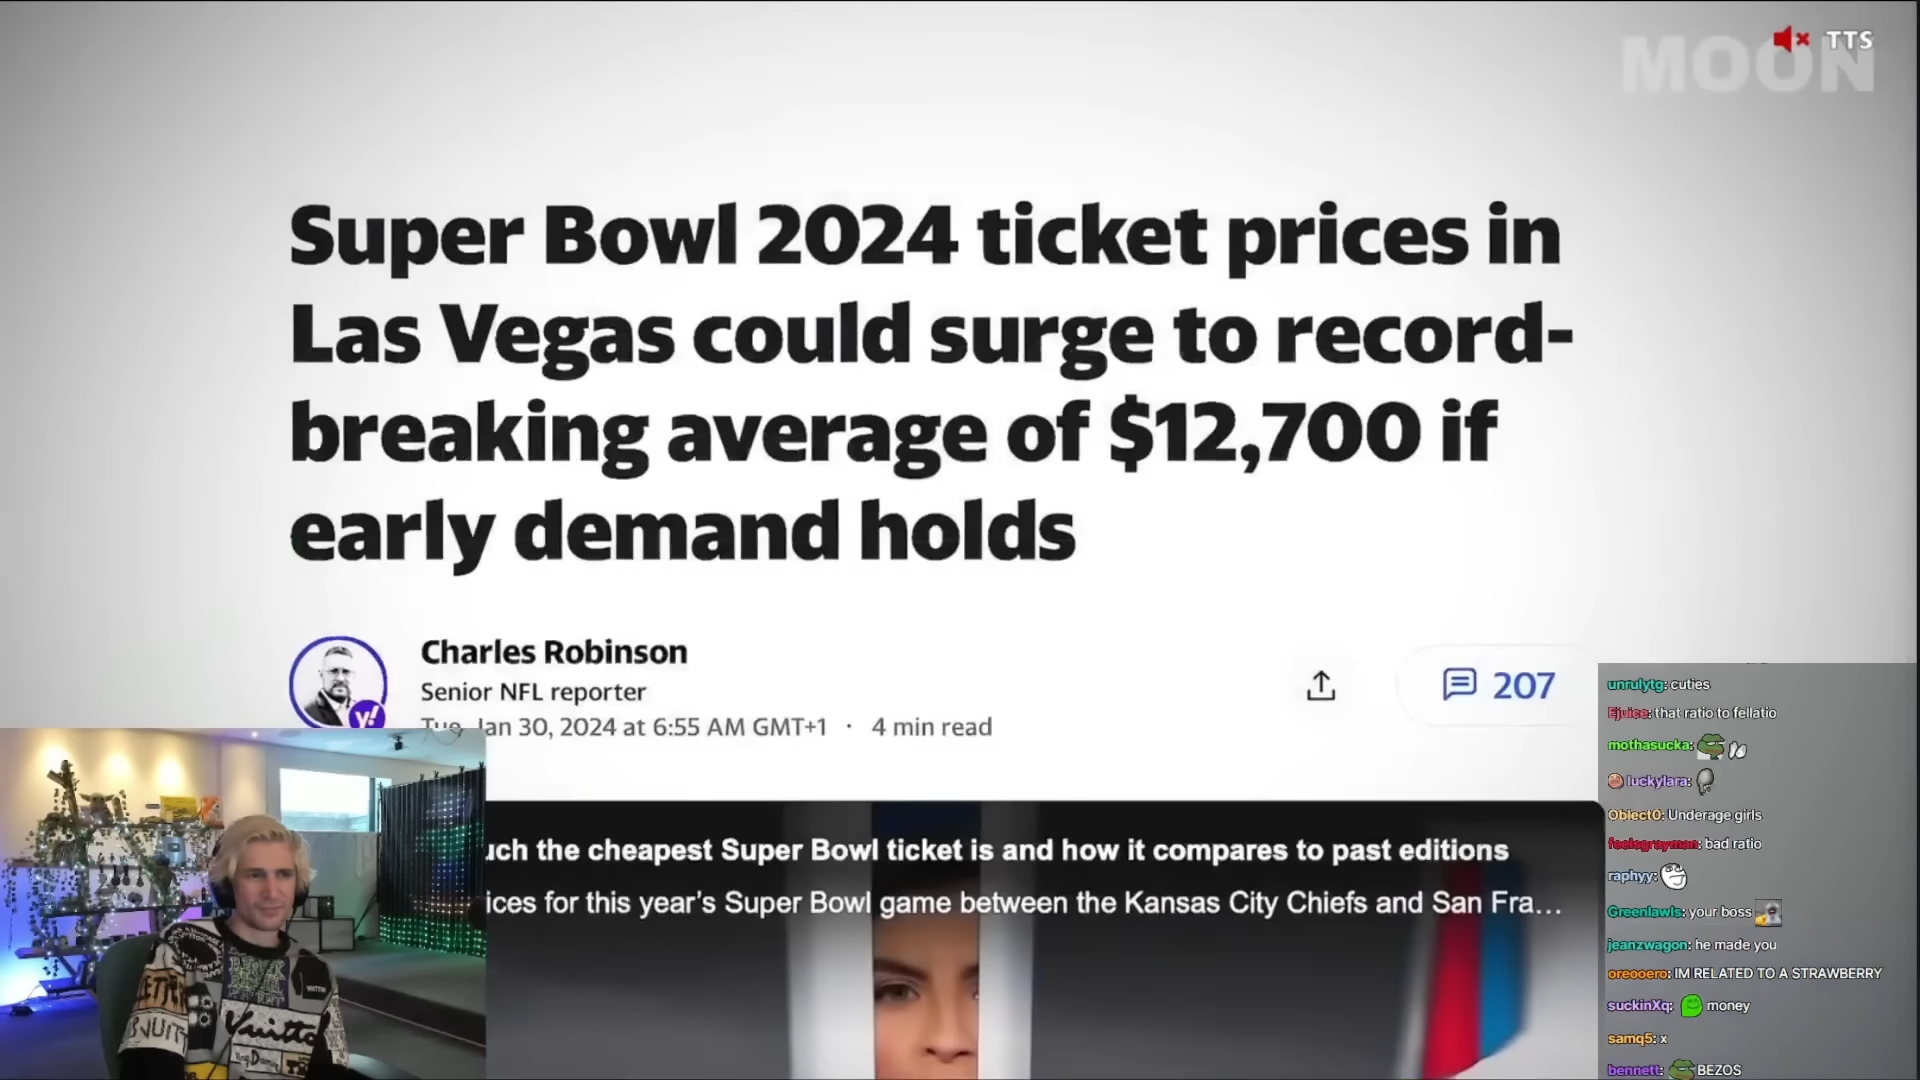 TTS
MOON
Super Bowl 2024 ticket prices in
Las Vegas could surge to record-
breaking average of $12,700 if
early demand holds
Charles Robinson
Senior NFL reporter
Tue, Jan 30, 2024 at 6:55 AM GMT+1 · 4 min read
207
uch the cheapest Super Bowl ticket is and how it compares to past editions
ices for this year's Super Bowl game between the Kansas City Chiefs and San Fra...
unrulytg: cuties
Ejuice: that ratio to fellatio
mothasucka:
luckylara:
Oblect0: Underage girls
feelsgrayman: bad ratio
raphyy:
Greenlawls: your boss
jeanzwagon: he made you
oreooero: IM RELATED TO A STRAWBERRY
suckinXq: money
samq5: x
bennett: BEZOS
Vuitto